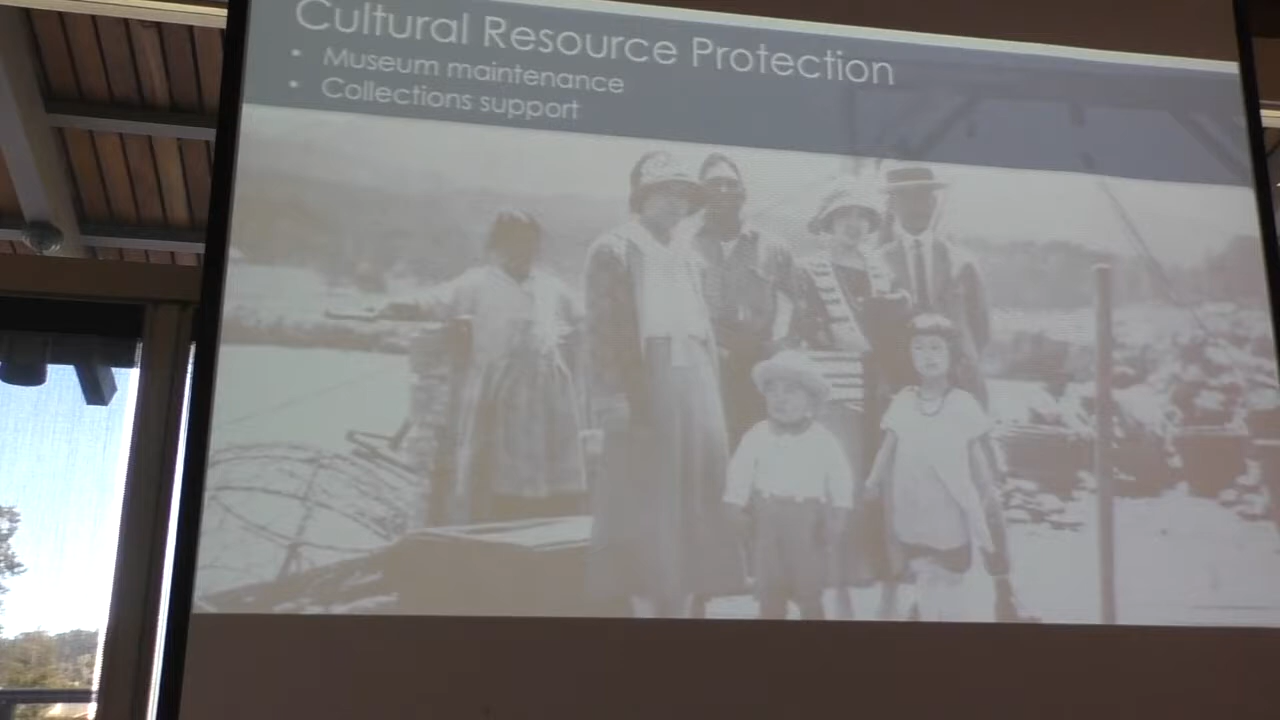 Cultural Resource Protection
• Museum maintenance
• Collections support